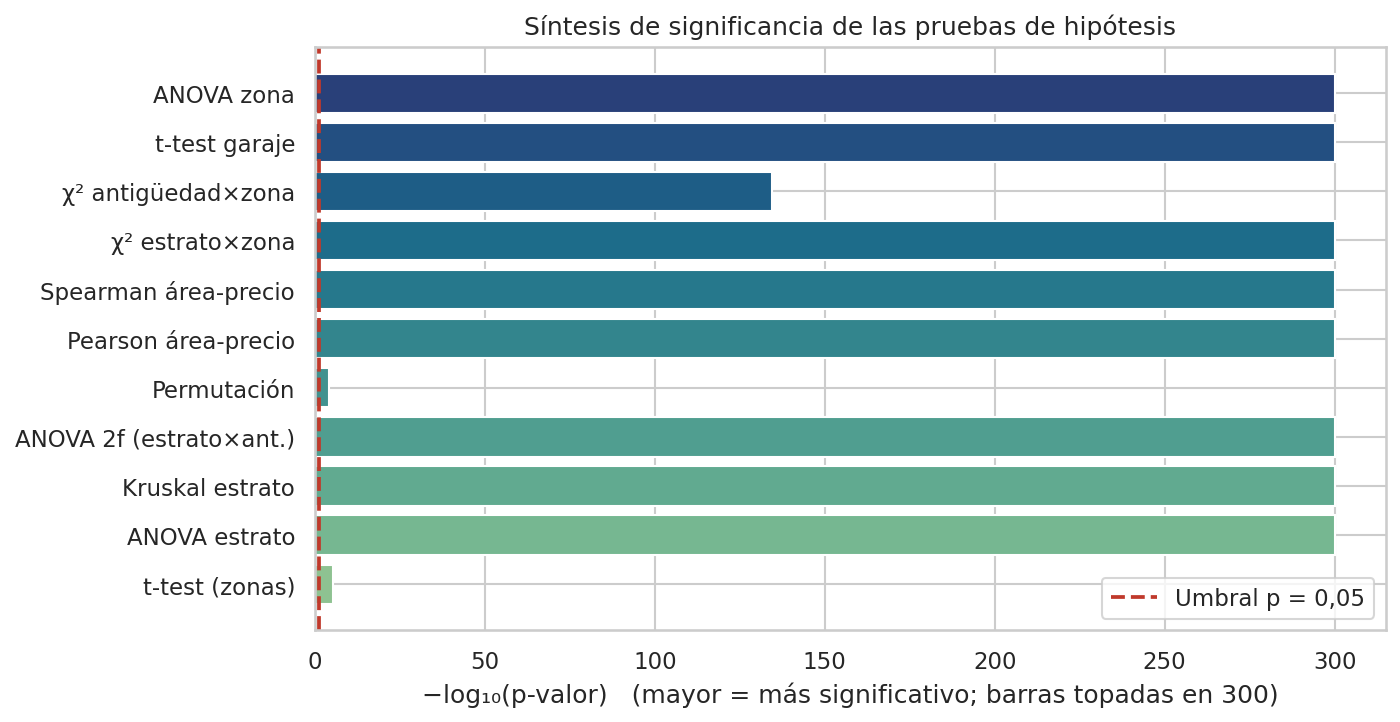 Síntesis de significancia de las pruebas de hipótesis
ANOVA zona
t-test garaje
χ² antigüedad×zona
χ² estrato×zona
Spearman área-precio
Pearson área-precio
Permutación
ANOVA 2f (estrato×ant.)
Kruskal estrato
ANOVA estrato
t-test (zonas)
Umbral p = 0,05
0 50 100 150 200 250 300
−log₁₀(p-valor) (mayor = más significativo; barras topadas en 300)